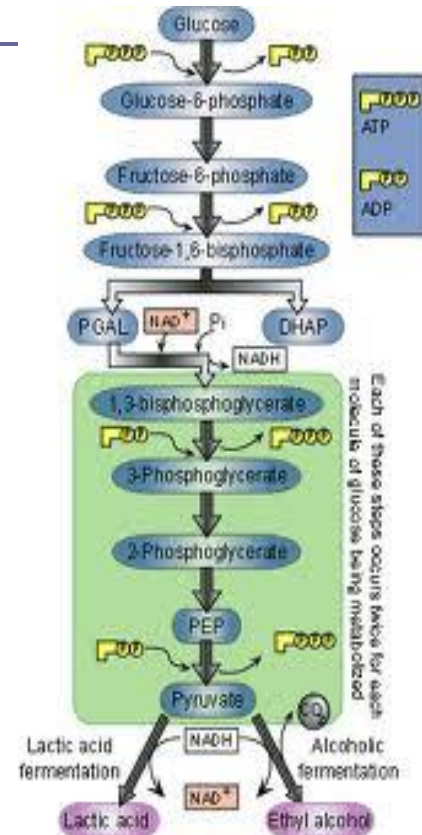 Glucose
Glucose-6-phosphate
ATP
Fructose-6-phosphate
ADP
Fructose-1,6-bisphosphate
PGAL
NAD+
Pi
DHAP
NADH
1,3-bisphosphoglycerate
3-Phosphoglycerate
2-Phosphoglycerate
PEP
Pyruvate
Each of these steps occurs twice for each
molecule of glucose being metabolized
Lactic acid
fermentation
NADH
Alcoholic
fermentation
NAD+
Lactic acid
Ethyl alcohol